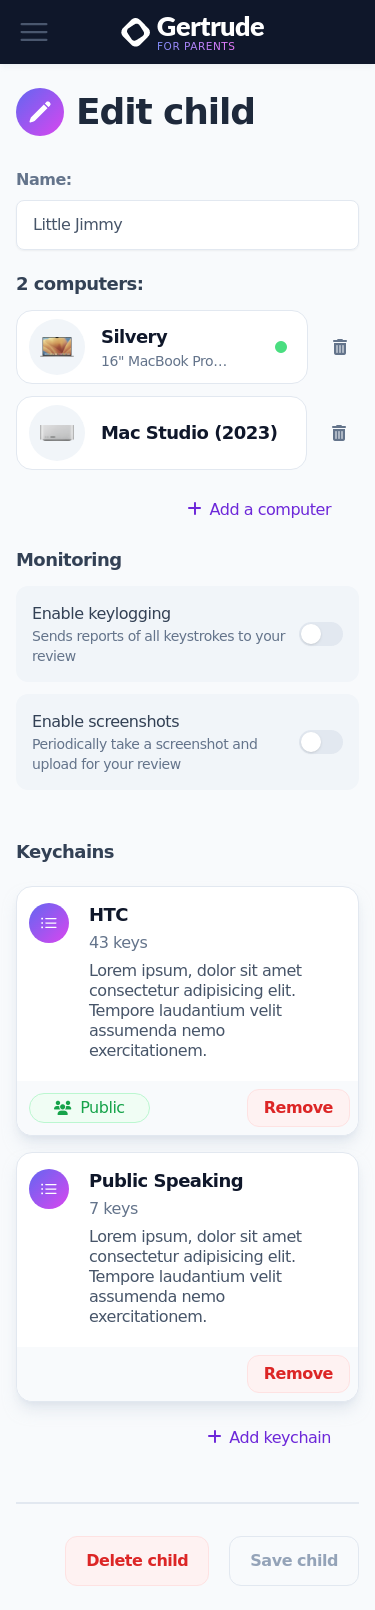 Gertrude
FOR PARENTS
Edit child
Name:
Little Jimmy
2 computers:
Silvery
16" MacBook Pro…
Mac Studio (2023)
+ Add a computer
Monitoring
Enable keylogging
Sends reports of all keystrokes to your
review
Enable screenshots
Periodically take a screenshot and
upload for your review
Keychains
HTC
43 keys
Lorem ipsum, dolor sit amet
consectetur adipisicing elit.
Tempore laudantium velit
assumenda nemo
exercitationem.
Public
Remove
Public Speaking
7 keys
Lorem ipsum, dolor sit amet
consectetur adipisicing elit.
Tempore laudantium velit
assumenda nemo
exercitationem.
Remove
+ Add keychain
Delete child
Save child